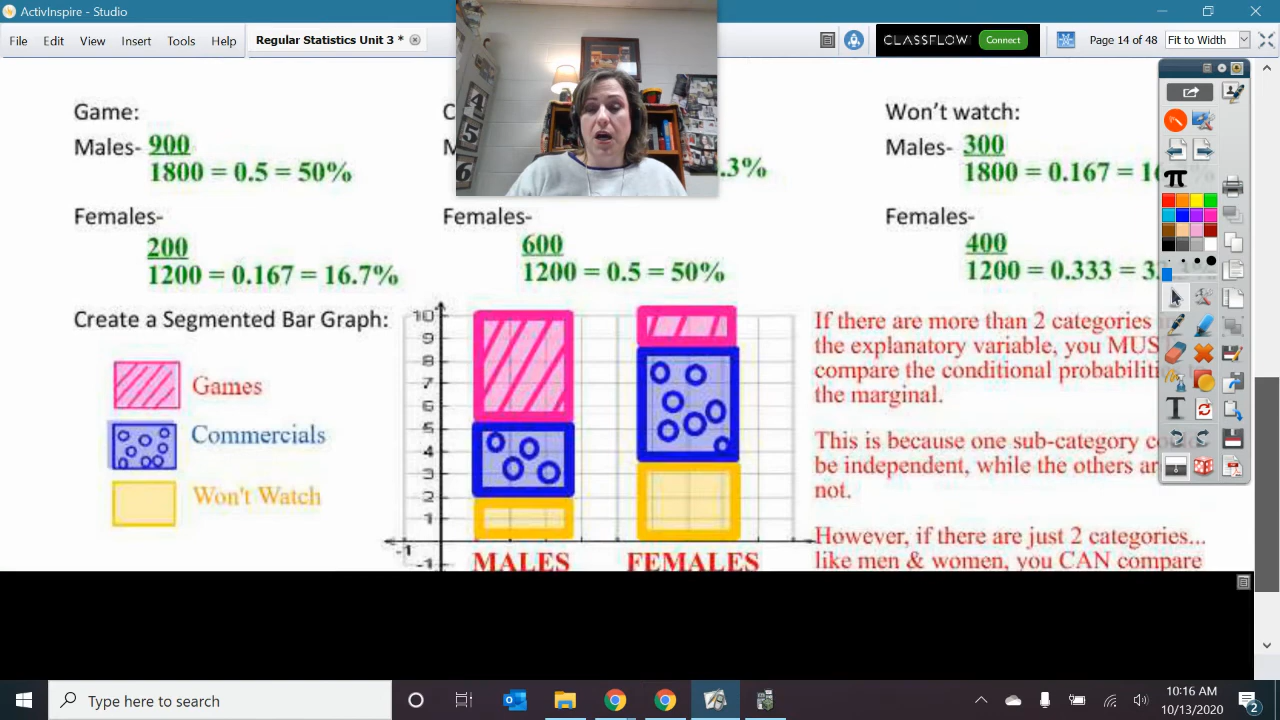 ActivInspire - Studio
File Edit View Insert Tools Help Regular Statistics Unit 3 * CLASSFLOW Connect Page 14 of 48 Fit to Width
Game:
Males- 900
1800 = 0.5 = 50%
Females-
200
1200 = 0.167 = 16.7%
.3%
Females-
600
1200 = 0.5 = 50%
Won't watch:
Males- 300
1800 = 0.167 =
Females-
400
1200 = 0.333 =
Create a Segmented Bar Graph:
Games
Commercials
Won't Watch
10
9
8
7
6
5
4
3
2
1
-1
-1
MALES FEMALES
If there are more than 2 categories
the explanatory variable, you
compare the conditional
the marginal.
This is because one sub-category
be independent, while the others
not.
However, if there are just 2 categories...
like men & women, you CAN compare
4
5
6
Type here to search
10:16 AM
10/13/2020
2